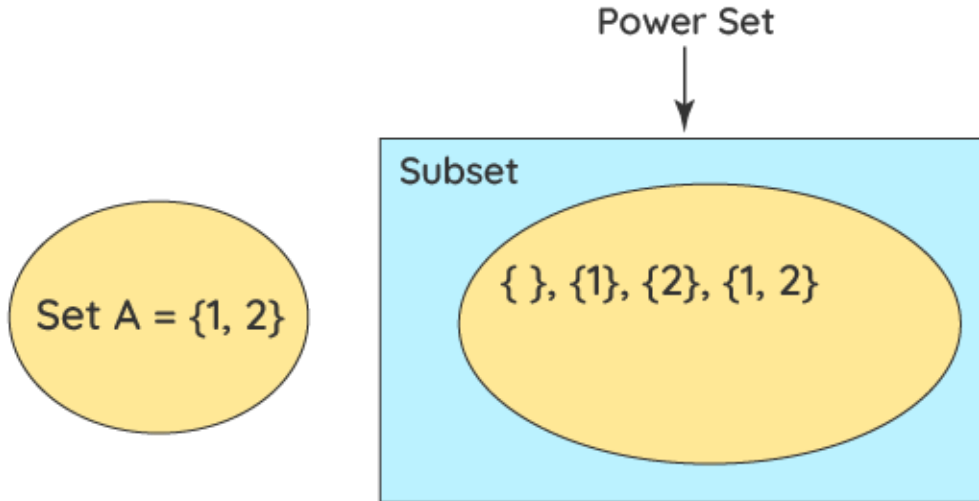 Power Set
Subset
{ }, {1}, {2}, {1, 2}
Set A = {1, 2}